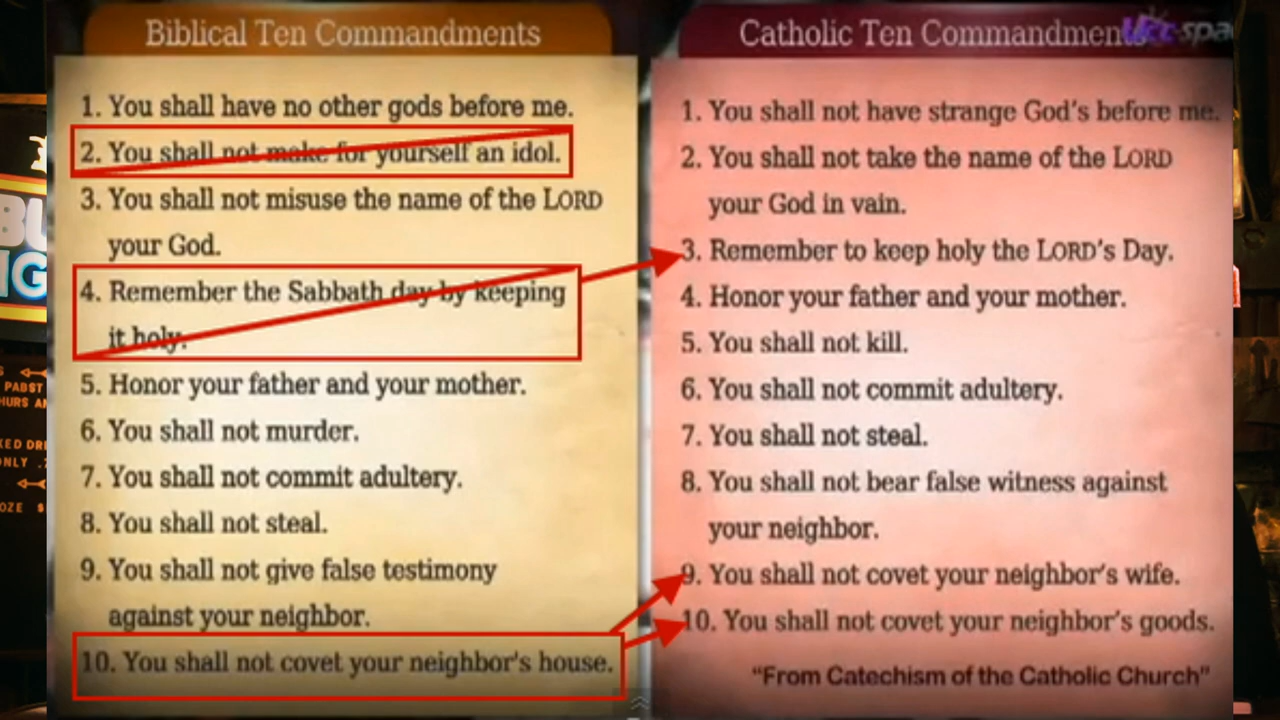 Biblical Ten Commandments
1. You shall have no other gods before me.
2. You shall not make for yourself an idol.
3. You shall not misuse the name of the LORD
your God.
4. Remember the Sabbath day by keeping
it holy.
5. Honor your father and your mother.
6. You shall not murder.
7. You shall not commit adultery.
8. You shall not steal.
9. You shall not give false testimony
against your neighbor.
10. You shall not covet your neighbor's house.
Catholic Ten Commandments
1. You shall not have strange God's before me.
2. You shall not take the name of the LORD
your God in vain.
3. Remember to keep holy the LORD's Day.
4. Honor your father and your mother.
5. You shall not kill.
6. You shall not commit adultery.
7. You shall not steal.
8. You shall not bear false witness against
your neighbor.
9. You shall not covet your neighbor's wife.
10. You shall not covet your neighbor's goods.
"From Catechism of the Catholic Church"
PABST